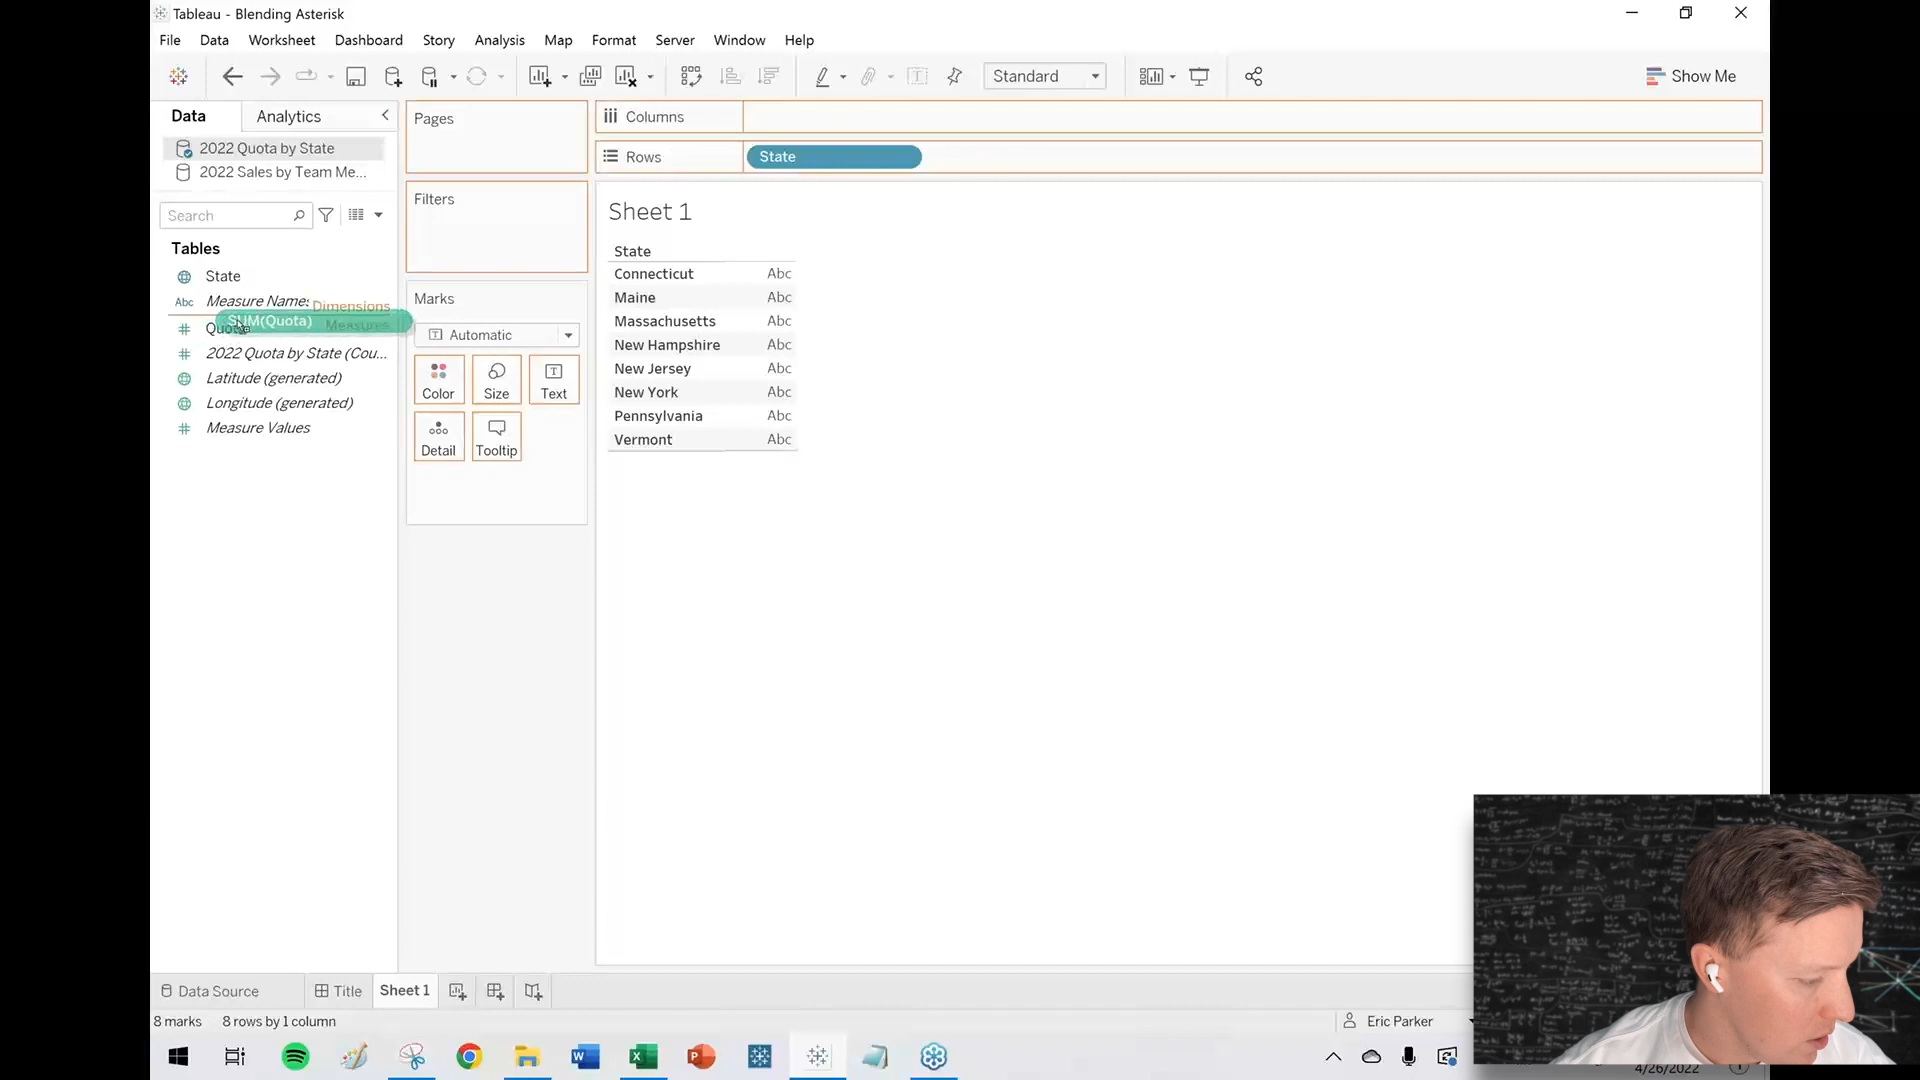 Tableau - Blending Asterisk
File Data Worksheet Dashboard Story Analysis Map Format Server Window Help
Standard
Show Me
Data Analytics
2022 Quota by State
2022 Sales by Team Me...
Search
Tables
State
Abc Measure Names
Dimensions
SUM(Quota)
Measures
Quota
2022 Quota by State (Cou...
Latitude (generated)
Longitude (generated)
Measure Values
Pages
Filters
Marks
Automatic
Color Size Text
Detail Tooltip
Columns
Rows State
Sheet 1
State
Connecticut Abc
Maine Abc
Massachusetts Abc
New Hampshire Abc
New Jersey Abc
New York Abc
Pennsylvania Abc
Vermont Abc
Data Source Title Sheet 1
8 marks 8 rows by 1 column
Eric Parker
4/26/2022